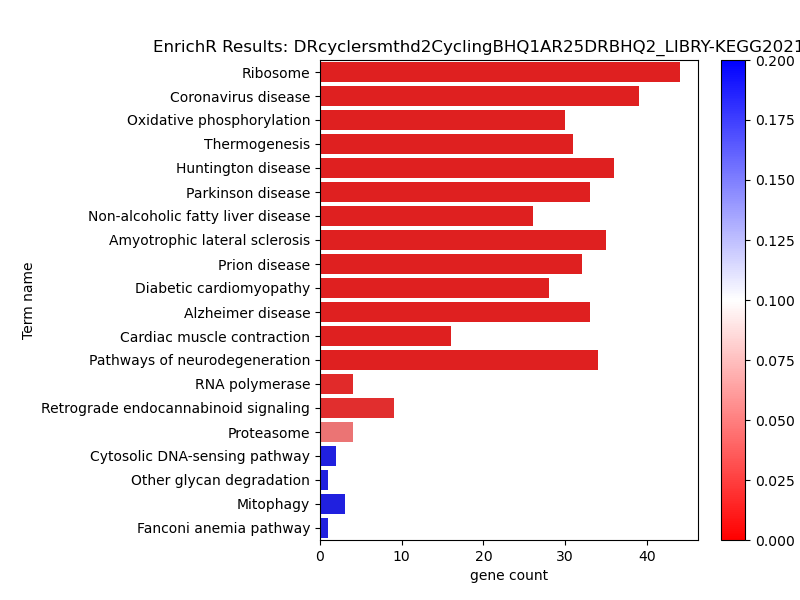 EnrichR Results: DRcyclersmthd2CyclingBHQ1AR25DRBHQ2_LIBRY-KEGG2021
Term name
Ribosome
Coronavirus disease
Oxidative phosphorylation
Thermogenesis
Huntington disease
Parkinson disease
Non-alcoholic fatty liver disease
Amyotrophic lateral sclerosis
Prion disease
Diabetic cardiomyopathy
Alzheimer disease
Cardiac muscle contraction
Pathways of neurodegeneration
RNA polymerase
Retrograde endocannabinoid signaling
Proteasome
Cytosolic DNA-sensing pathway
Other glycan degradation
Mitophagy
Fanconi anemia pathway
0 10 20 30 40
gene count
0.200
0.175
0.150
0.125
0.100
0.075
0.050
0.025
0.000